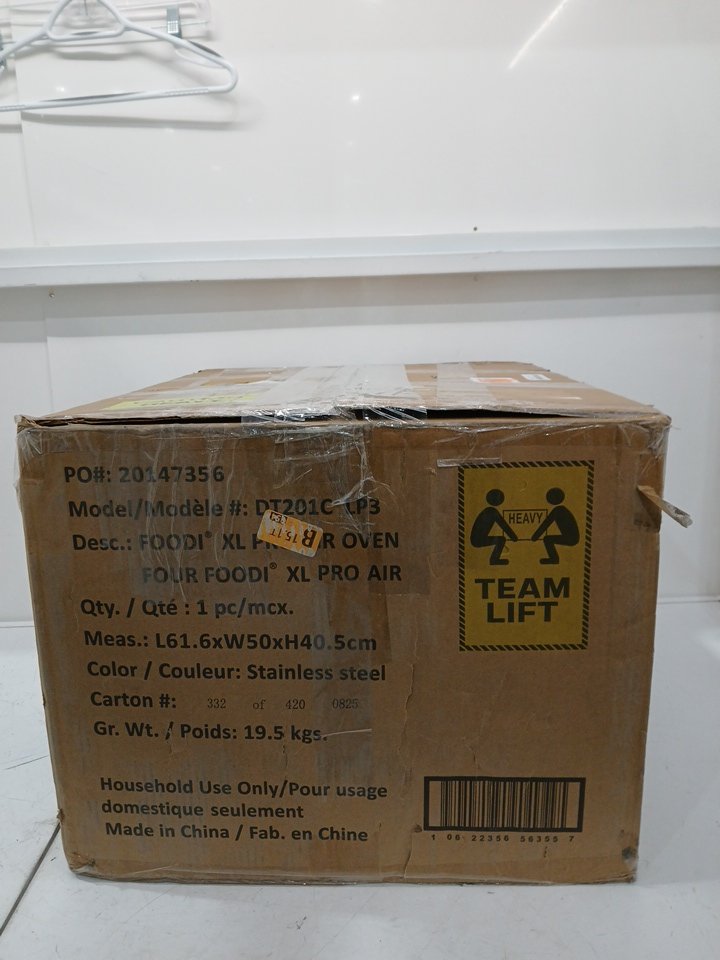 PO#: 20147356
Model/Modèle #: DT201C
Desc.: FOODI® XL OVEN
FOUR FOODI® XL PRO AIR
Qty. / Qté : 1 pc/mcx.
Meas.: L61.6xW50xH40.5cm
Color / Couleur: Stainless steel
Carton #: 332 of 420 0825
Gr. Wt. / Poids: 19.5 kgs.
Household Use Only/Pour usage
domestique seulement
Made in China / Fab. en Chine
HEAVY
TEAM
LIFT
1 06 22356 56355 7